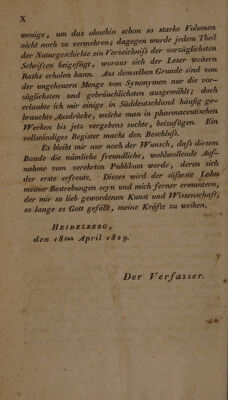 X
wenige, um das ohnehin schon so starke Volumen
nicht noch zu vermehren; dagegen wurde jedem Theil
der Naturgeschichte ein Verzeichniſs der vorzüglichsten
Schriften beigefügt, woraus sich der Leser weitern
Raths erholen kann. Aus demselben Grunde sind von
der ungeheuern Menge von Synonymen nur die vor-
züglichsten und gebräuchlichsten ausgewählt; doch
erlaubte ich mir einige in Süddeutschland häufig ge-
brauchte Ausdrücke, welche man in pharmaceutischen
Werken bis jetz vergebens suchte, beizufügen. Ein
vollständiges Register macht den Beschluſs.
Es bleibt mir nur noch der Wunsch, daſs diesem
Bande die nämliche freundliche, wohlwollende Auf-
nahme vom verehrten Publikum werde, deren sich
der erste erfreute. Dieses wird der süſseste Lohn
meiner Bestrebungen seyn und mich ferner ermuntern,
der mir so lieb gewordenen Kunst und Wissenschaft,
so lange es Gott gefällt, meine Kräfte zu weihen.
HEIDELBERG,
den 18ten April 1829.
Der Verfasser.